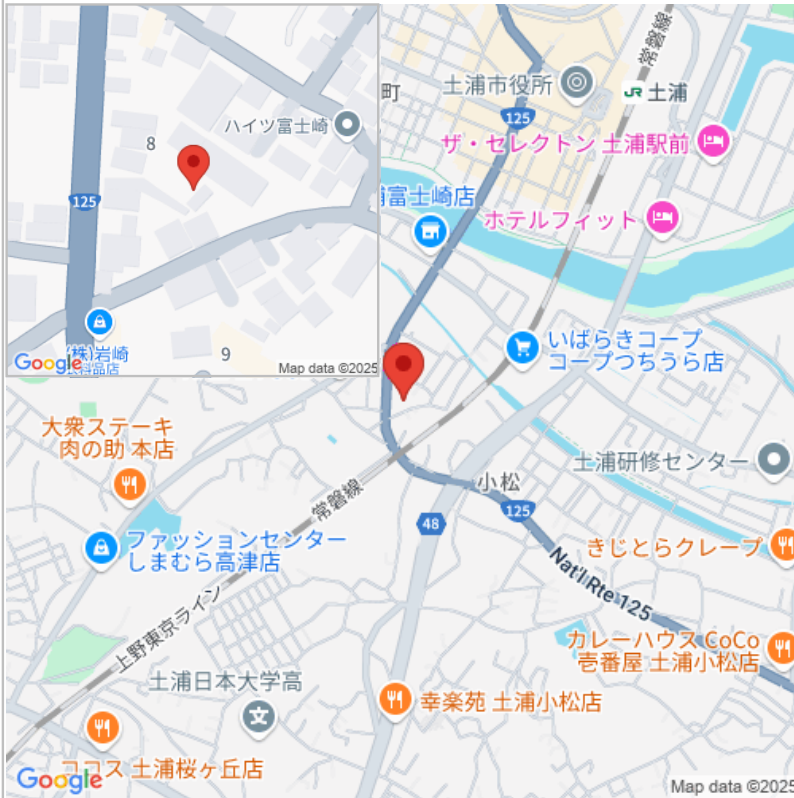 8
ハイツ富士崎
125
(株)岩崎
9
Google
Map data ©2025
常磐線
土浦市役所
JR 土浦
町
125
ザ・セレクトン 土浦駅前
富士崎店
ホテルフィット
いばらきコープ
コープつちうら店
大衆ステーキ
肉の助 本店
土浦研修センター
常磐線
小松
125
48
ファッションセンター
しまむら高津店
きじとらクレープ
Nat'l Rte 125
上野東京ライン
カレーハウス CoCo
壱番屋 土浦小松店
土浦日本大学高
文
幸楽苑 土浦小松店
ココス 土浦桜ヶ丘店
Google
Map data ©2025